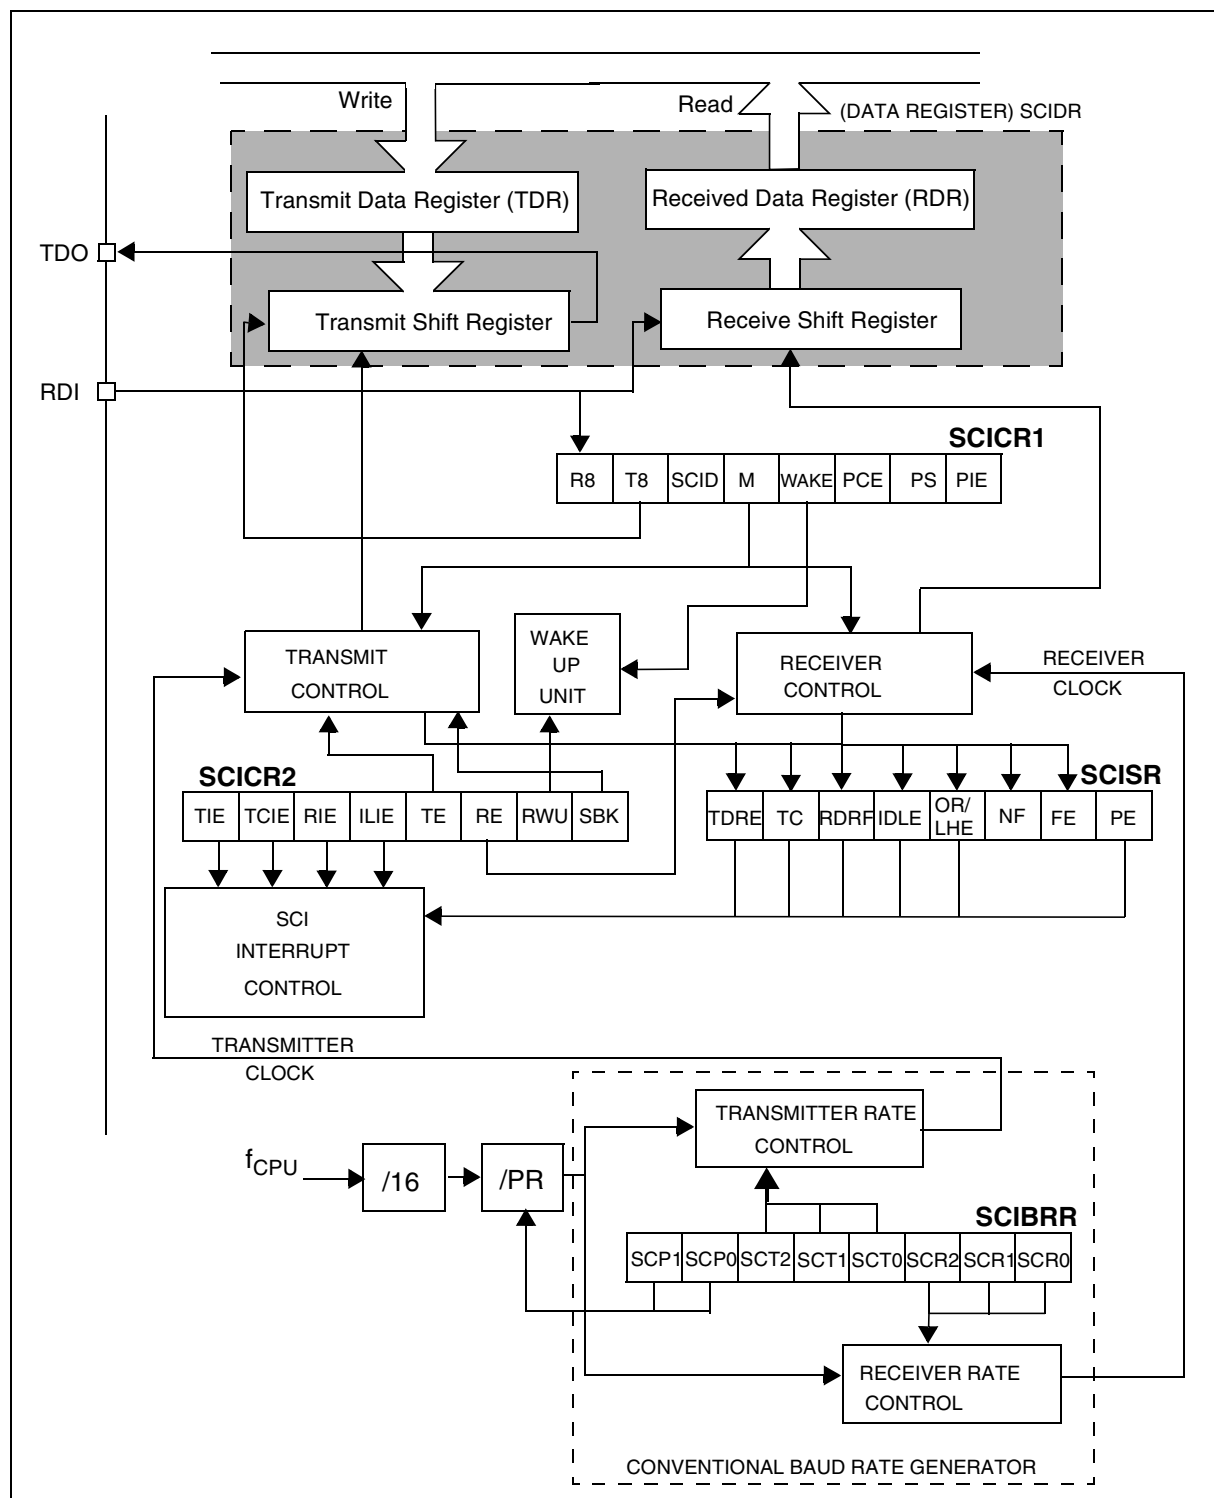 Write
Read
(DATA REGISTER) SCIDR
Transmit Data Register (TDR)
Received Data Register (RDR)
TDO
Transmit Shift Register
Receive Shift Register
RDI
SCICR1
R8 T8 SCID M WAKE PCE PS PIE
TRANSMIT
CONTROL
WAKE
UP
UNIT
RECEIVER
CONTROL
RECEIVER
CLOCK
SCICR2
TIE TCIE RIE ILIE TE RE RWU SBK
SCISR
TDRE TC RDRF IDLE OR/
LHE NF FE PE
SCI
INTERRUPT
CONTROL
TRANSMITTER
CLOCK
TRANSMITTER RATE
CONTROL
fCPU
/16
/PR
SCIBRR
SCP1 SCP0 SCT2 SCT1 SCT0 SCR2 SCR1 SCR0
RECEIVER RATE
CONTROL
CONVENTIONAL BAUD RATE GENERATOR